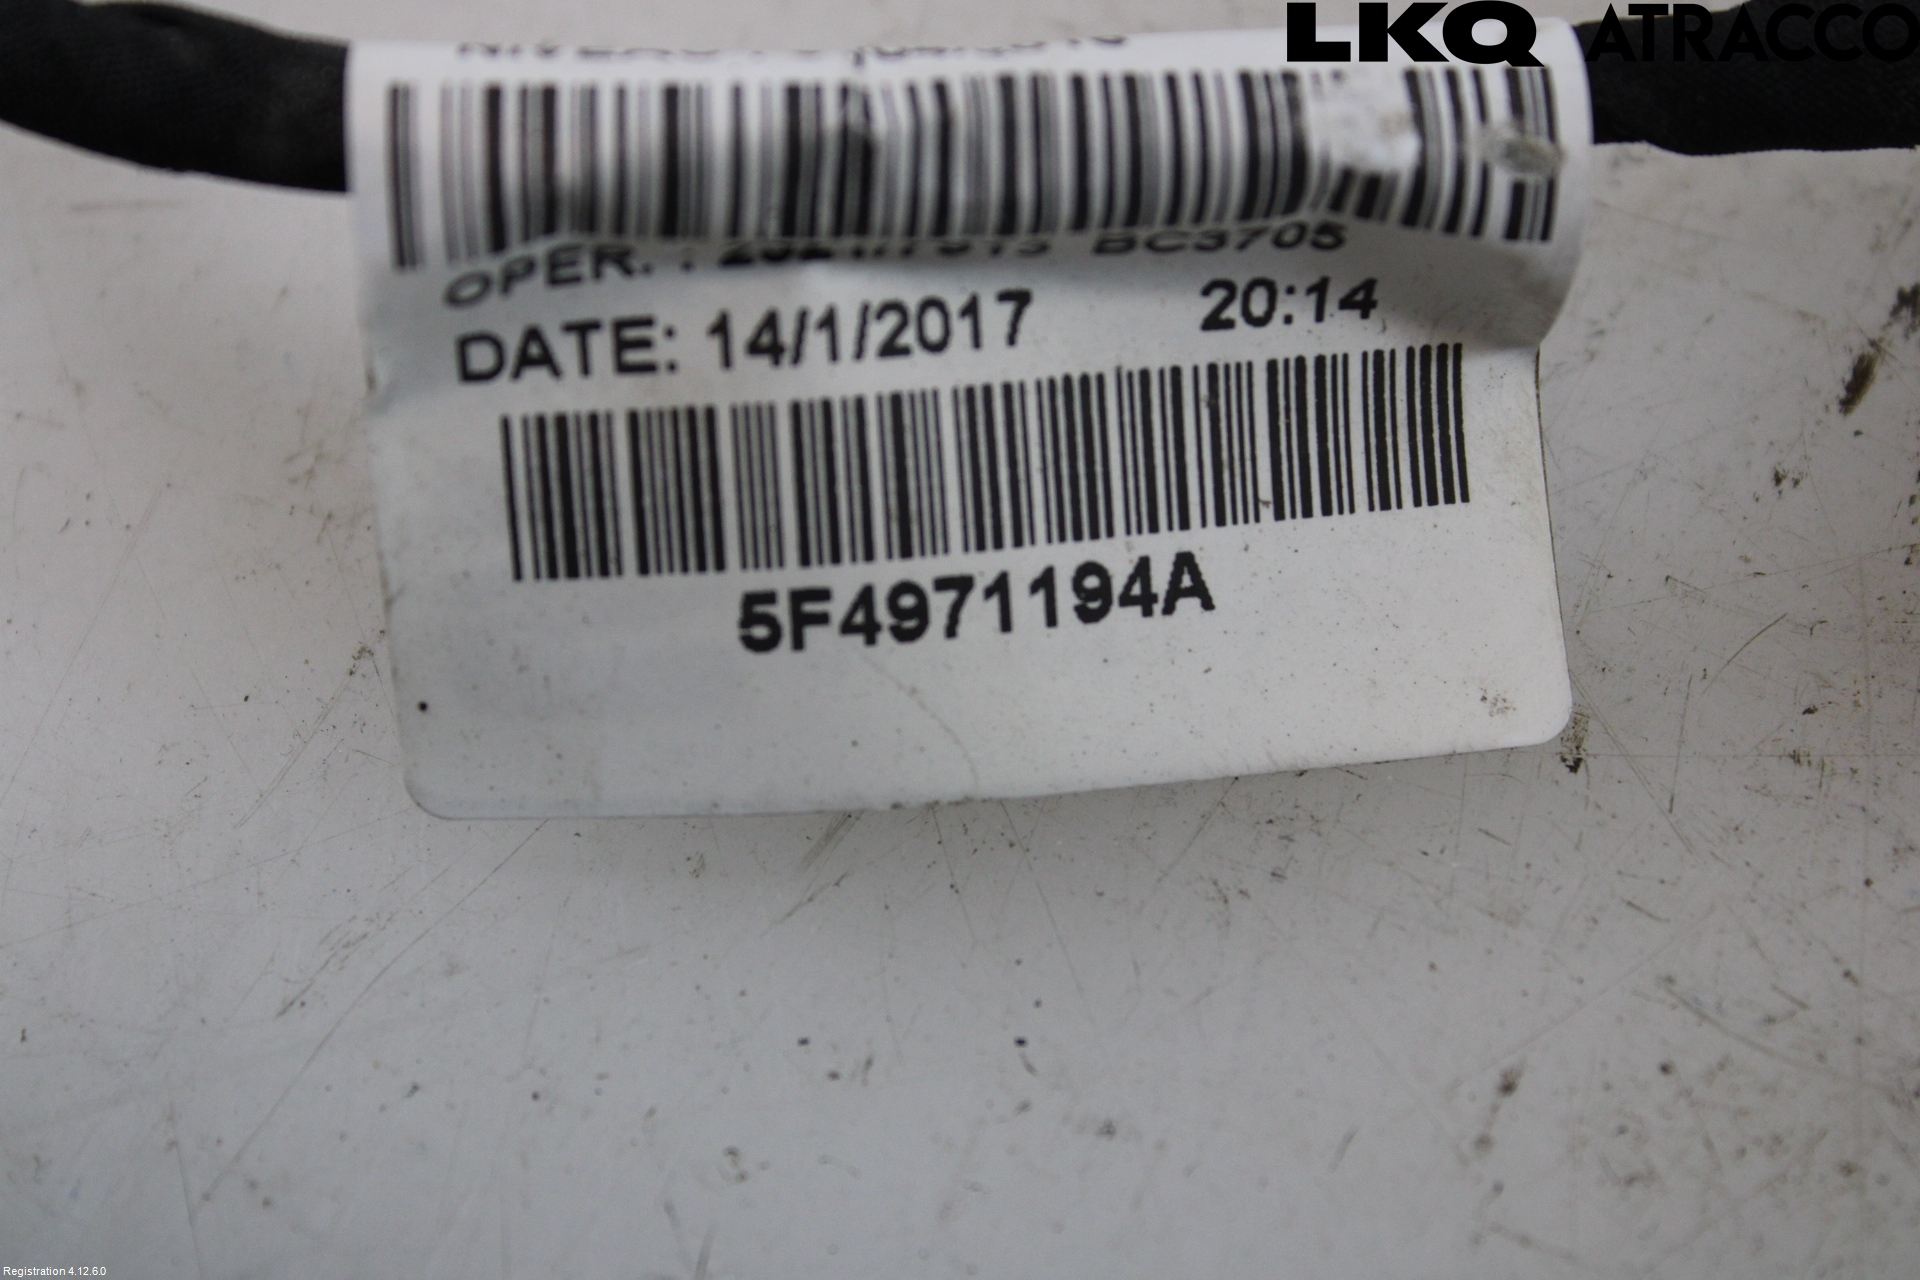 LKQ ATRACCO
OPER. : BC3705
DATE: 14/1/2017 20:14
5F4971194A
Registration 4.12.6.0